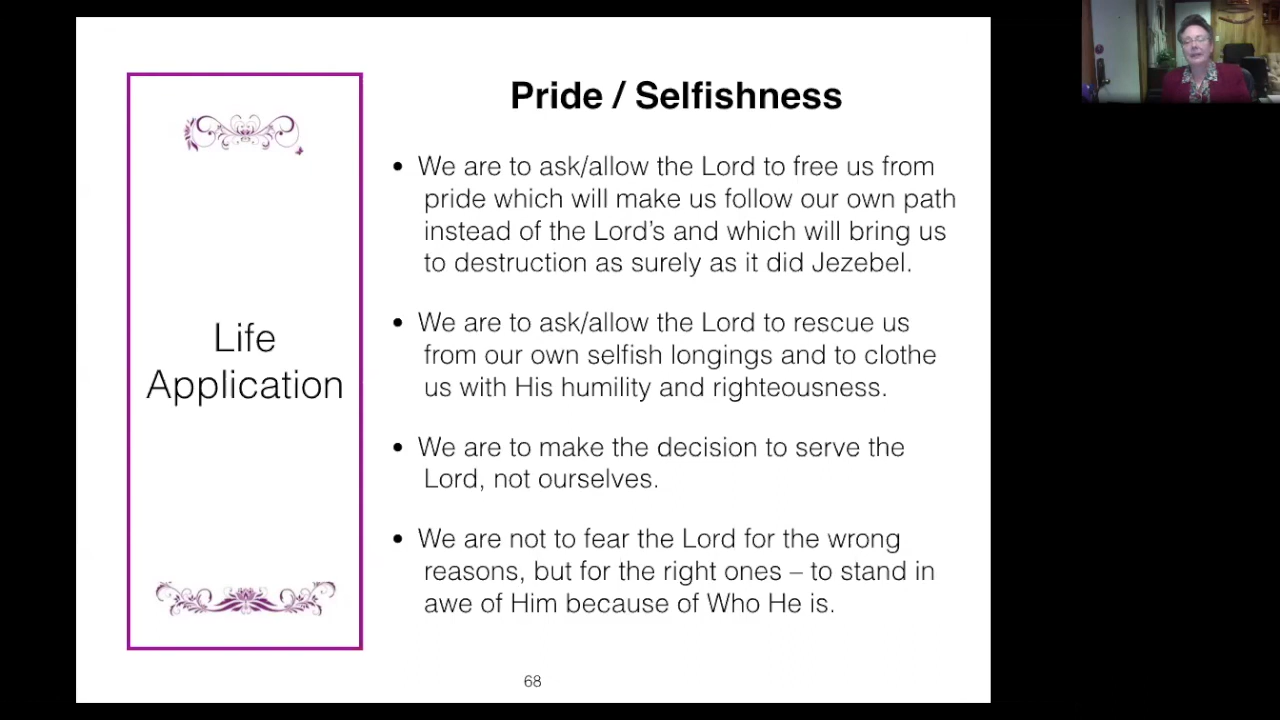 Life
Application
Pride / Selfishness
• We are to ask/allow the Lord to free us from
pride which will make us follow our own path
instead of the Lord’s and which will bring us
to destruction as surely as it did Jezebel.
• We are to ask/allow the Lord to rescue us
from our own selfish longings and to clothe
us with His humility and righteousness.
• We are to make the decision to serve the
Lord, not ourselves.
• We are not to fear the Lord for the wrong
reasons, but for the right ones – to stand in
awe of Him because of Who He is.
68